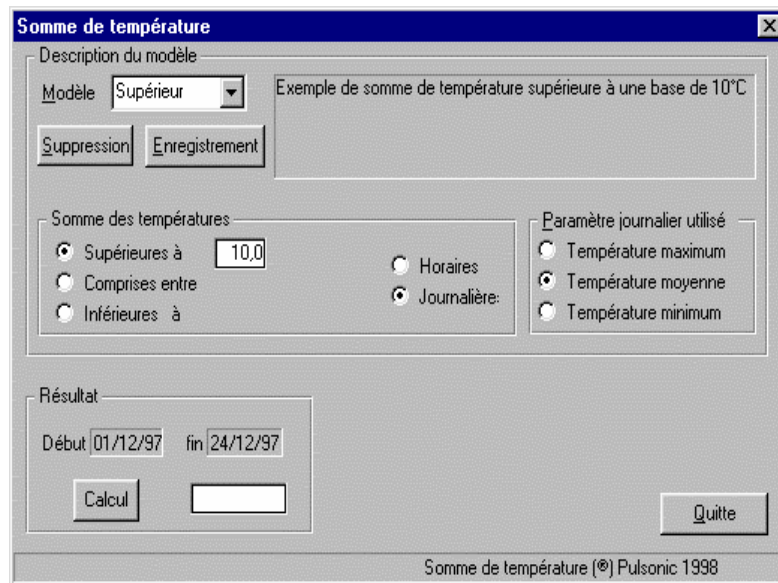 Somme de température
Description du modèle
Modèle Supérieur
Exemple de somme de température supérieure à une base de 10°C
Suppression Enregistrement
Somme des températures
Supérieures à 10,0
Comprises entre
Inférieures à
Horaires
Journalière:
Paramètre journalier utilisé
Température maximum
Température moyenne
Température minimum
Résultat
Début 01/12/97 fin 24/12/97
Calcul
Quitte
Somme de température (®) Pulsonic 1998